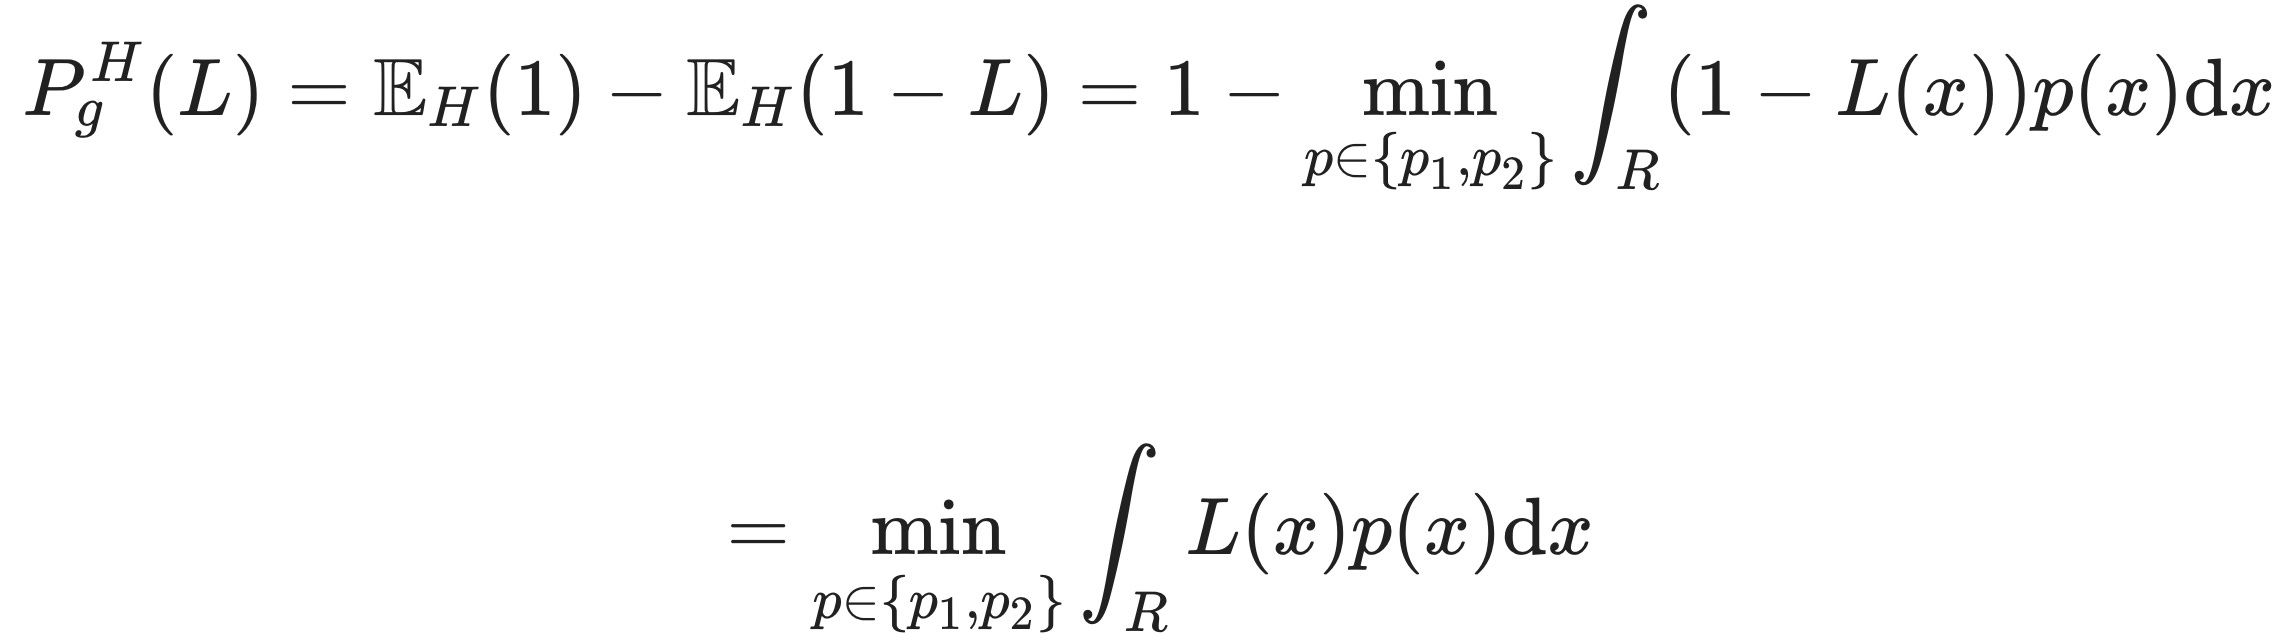 $P_g^H(L) = \mathbb{E}_H(1) - \mathbb{E}_H(1 - L) = 1 - \min_{p \in \{p_1, p_2\}} \int_R (1 - L(x))p(x)\mathrm{d}x$
$= \min_{p \in \{p_1, p_2\}} \int_R L(x)p(x)\mathrm{d}x$